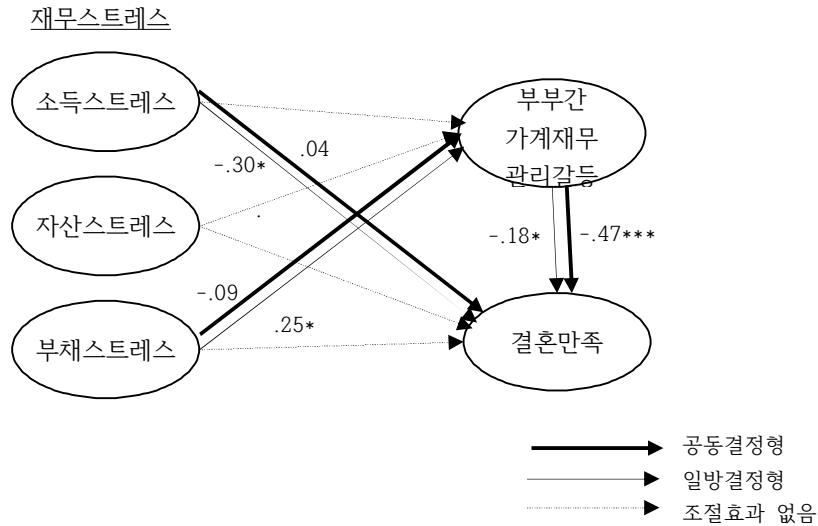 재무스트레스
소득스트레스
부부간
가계재무
관리갈등
-.30*
.04
자산스트레스
.
-.18*
-.47***
-.09
.25*
부채스트레스
결혼만족
공동결정형
일방결정형
조절효과 없음